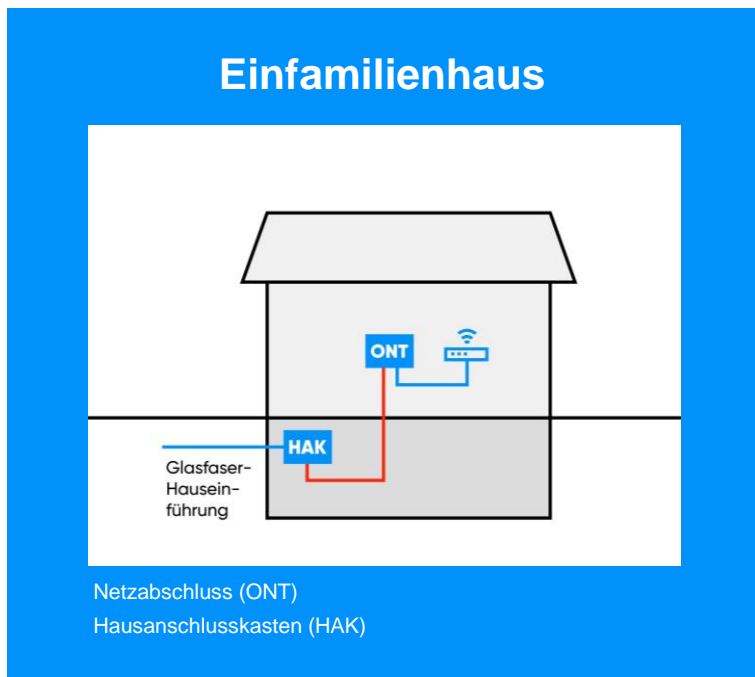 Einfamilienhaus
ONT
HAK
Glasfaser-
Hausein-
führung
Netzabschluss (ONT)
Hausanschlusskasten (HAK)